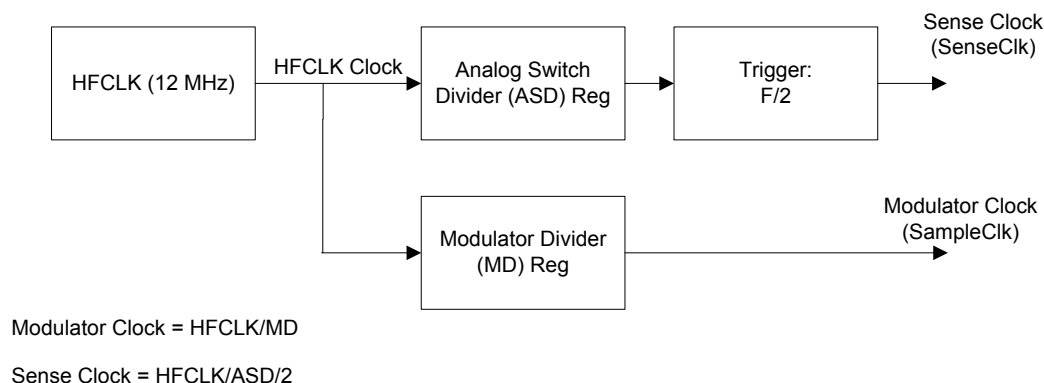 HFCLK (12 MHz)
HFCLK Clock
Analog Switch
Divider (ASD) Reg
Trigger:
F/2
Sense Clock
(SenseClk)
Modulator Divider
(MD) Reg
Modulator Clock
(SampleClk)
Modulator Clock = HFCLK/MD
Sense Clock = HFCLK/ASD/2